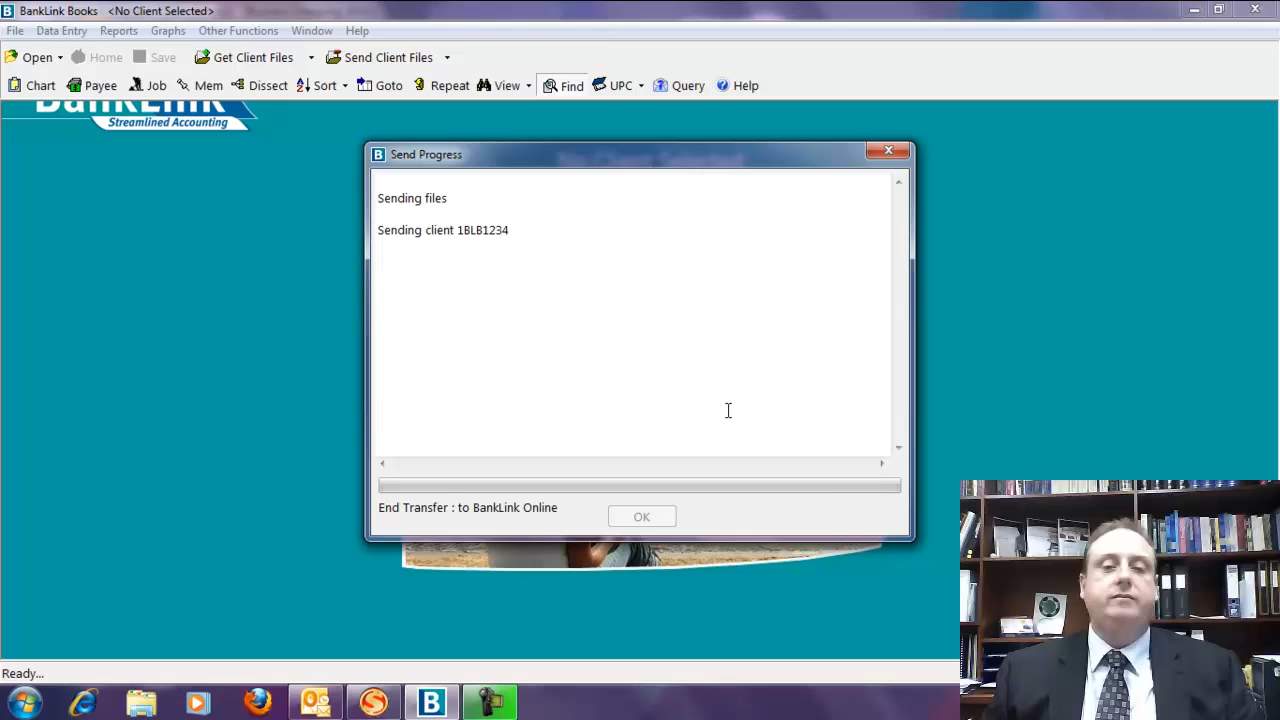 BankLink Books <No Client Selected>
File Data Entry Reports Graphs Other Functions Window Help
Open Home Save Get Client Files Send Client Files
Chart Payee Job Mem Dissect Sort Goto Repeat View Find UPC Query Help
BankLink
Streamlined Accounting
Send Progress
Sending files
Sending client 1BLB1234
End Transfer : to BankLink Online
OK
Ready...